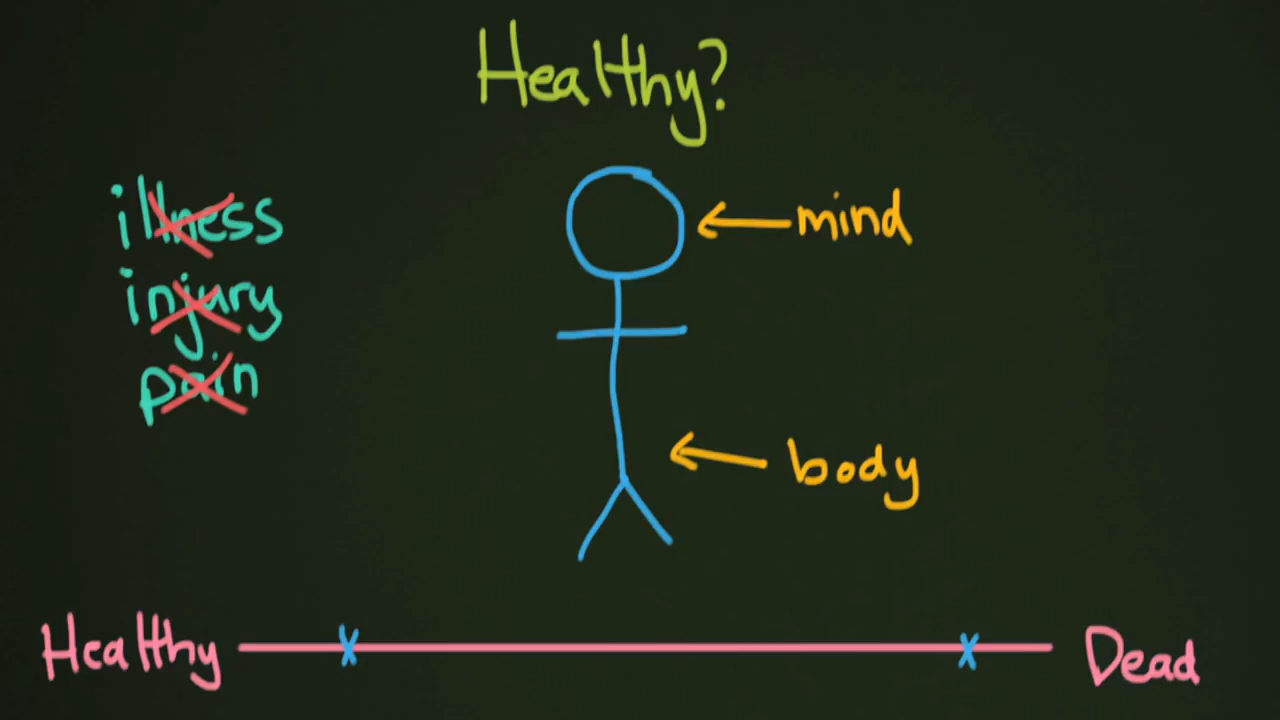 Healthy?
illness
mind
injury
pain
body
Healthy
Dead